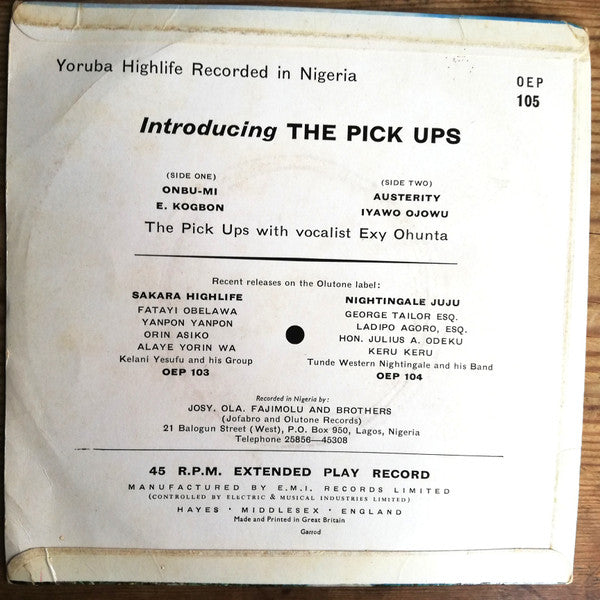 Yoruba Highlife Recorded in Nigeria
OEP
105
Introducing THE PICK UPS
(SIDE ONE)
ONBU-MI
E. KOGBON
(SIDE TWO)
AUSTERITY
IYAWO OJOWU
The Pick Ups with vocalist Exy Ohunta
Recent releases on the Olutone label:
SAKARA HIGHLIFE
FATAYI OBELAWA
YANPON YANPON
ORIN ASIKO
ALAYE YORIN WA
Kelani Yesufu and his Group
OEP 103
NIGHTINGALE JUJU
GEORGE TAILOR ESQ.
LADIPO AGORO, ESQ.
HON. JULIUS A. ODEKU
KERU KERU
Tunde Western Nightingale and his Band
OEP 104
Recorded in Nigeria by:
JOSY. OLA. FAJIMOLU AND BROTHERS
(Jofabro and Olutone Records)
21 Balogun Street (West), P.O. Box 950, Lagos, Nigeria
Telephone 25856—45308
45 R.P.M. EXTENDED PLAY RECORD
MANUFACTURED BY E.M.I. RECORDS LIMITED
(CONTROLLED BY ELECTRIC & MUSICAL INDUSTRIES LIMITED)
HAYES · MIDDLESEX · ENGLAND
Made and Printed in Great Britain
Garrod